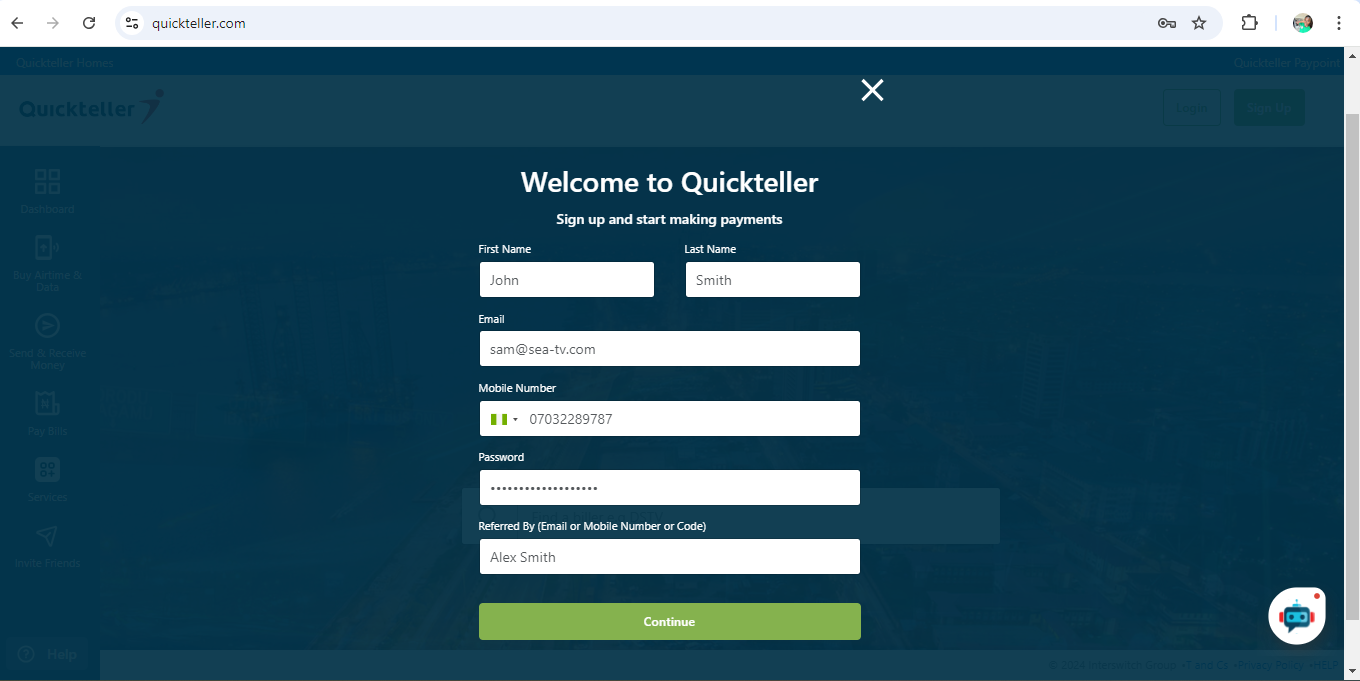 quickteller.com
Quickteller Homes
Quickteller Paypoint
Quickteller
Login
Sign Up
Welcome to Quickteller
Sign up and start making payments
First Name
Last Name
John
Smith
Email
sam@sea-tv.com
Mobile Number
07032289787
Password
•••••••••••••••••••
Referred By (Email or Mobile Number or Code)
Alex Smith
Continue
Dashboard
Buy Airtime &
Data
Send & Receive
Money
Pay Bills
Services
Invite Friends
Help
© 2024 Interswitch Group •T and Cs •Privacy Policy •HELP